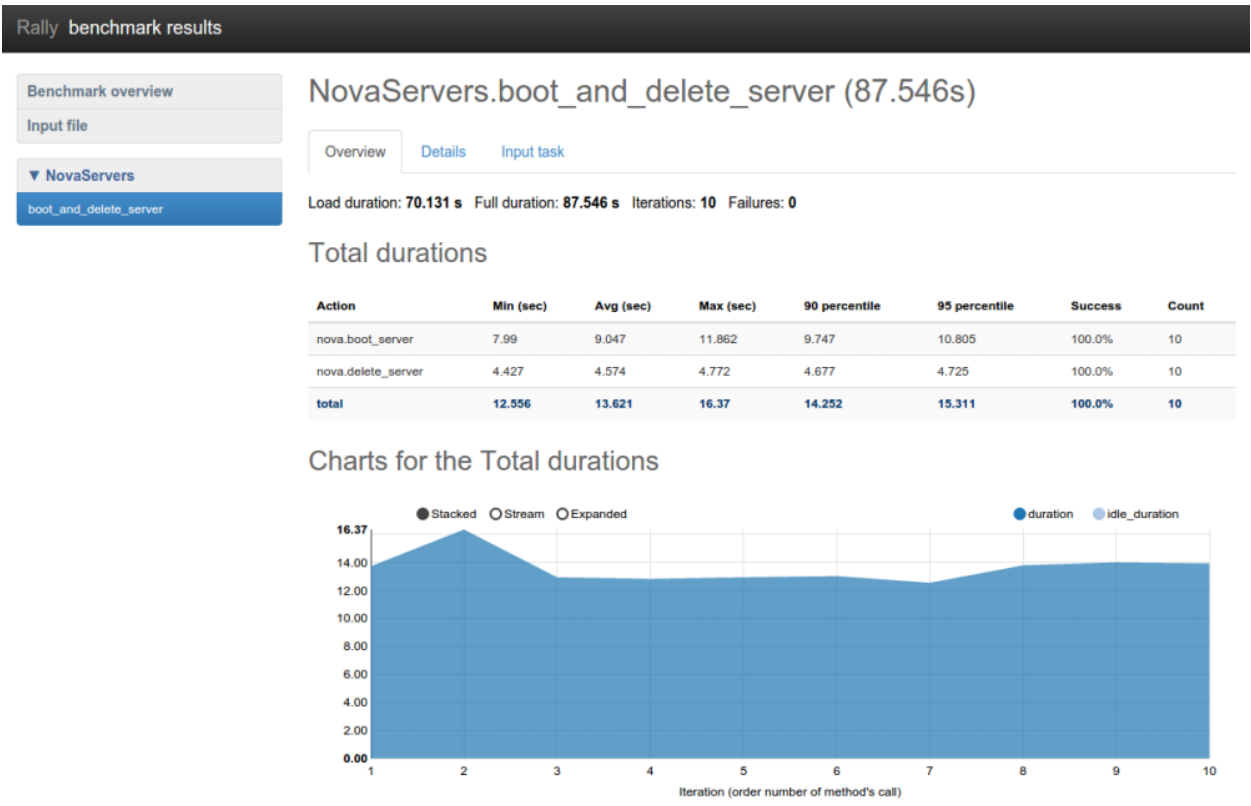 Rally benchmark results
Benchmark overview
Input file
▼ NovaServers
boot_and_delete_server
NovaServers.boot_and_delete_server (87.546s)
Overview Details Input task
Load duration: 70.131 s Full duration: 87.546 s Iterations: 10 Failures: 0
Total durations
Action Min (sec) Avg (sec) Max (sec) 90 percentile 95 percentile Success Count
nova.boot_server 7.99 9.047 11.862 9.747 10.805 100.0% 10
nova.delete_server 4.427 4.574 4.772 4.677 4.725 100.0% 10
total 12.556 13.621 16.37 14.252 15.311 100.0% 10
Charts for the Total durations
Stacked Stream Expanded duration idle_duration
16.37
14.00
12.00
10.00
8.00
6.00
4.00
2.00
0.00
1 2 3 4 5 6 7 8 9 10
Iteration (order number of method's call)